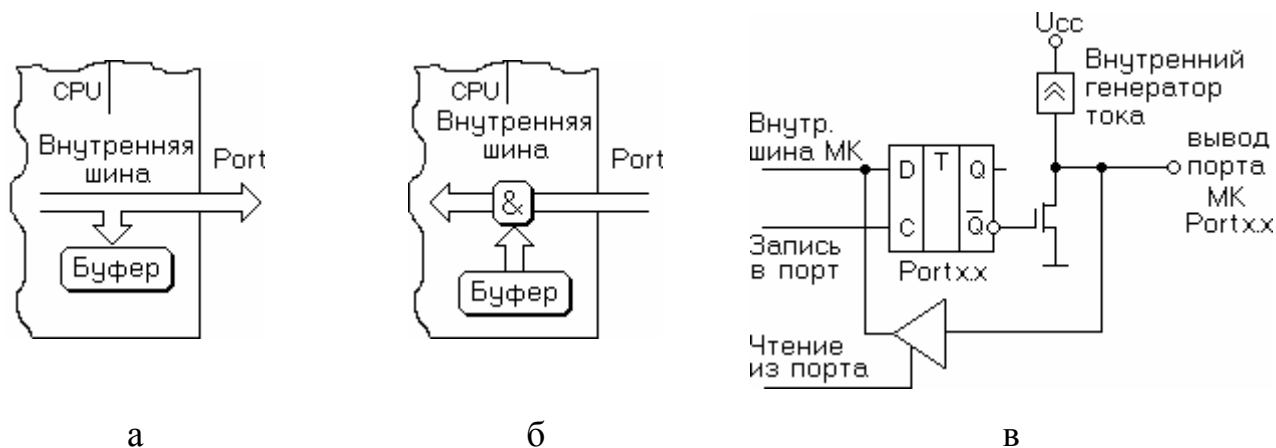 CPU
Внутренняя
шина
Port
Буфер
а
CPU
Внутренняя
шина
Port
&
Буфер
б
Ucc
Внутренний
генератор
тока
Внутр.
шина МК
D T Q
C Q
Запись
в порт
Portx.x
вывод
порта
МК
Portx.x
Чтение
из порта
в